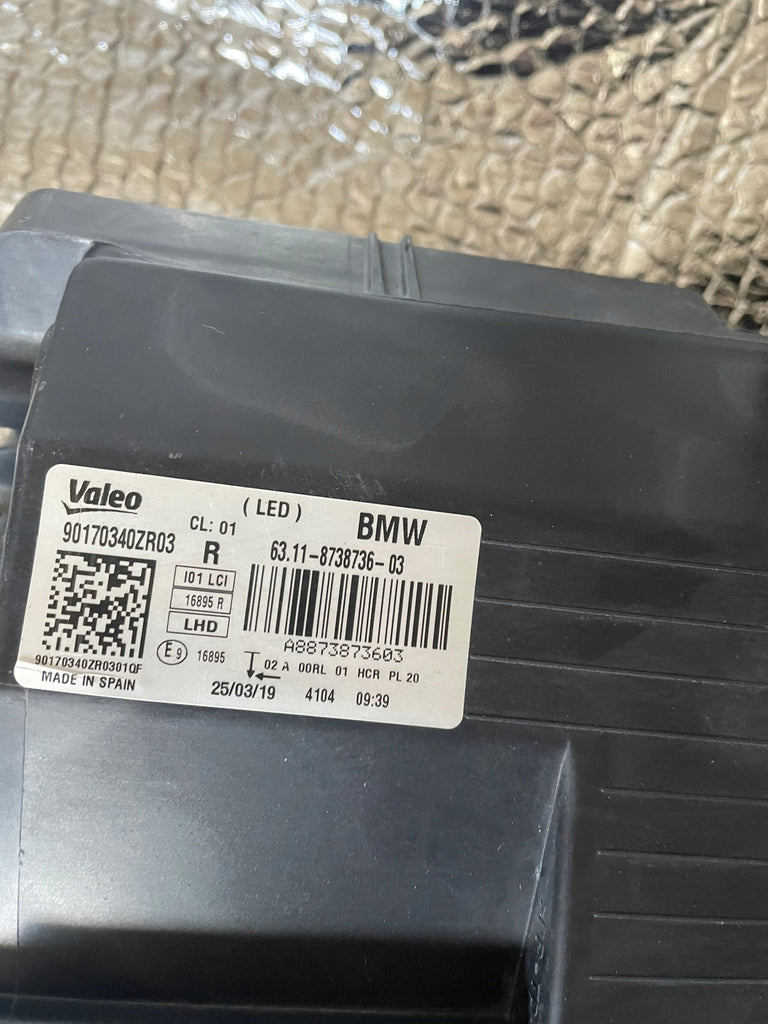 Valeo
(LED)
BMW
90170340ZR03
CL: 01
R
63.11-8738736-03
I01 LCI
16895 R
LHD
A8873873603
90170340ZR0301QF
E9
16895
02 A 00RL 01 HCR PL 20
MADE IN SPAIN
25/03/19 4104 09:39